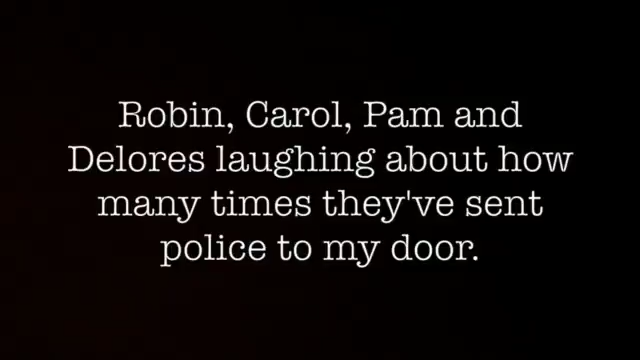 Robin, Carol, Pam and
Delores laughing about how
many times they've sent
police to my door.